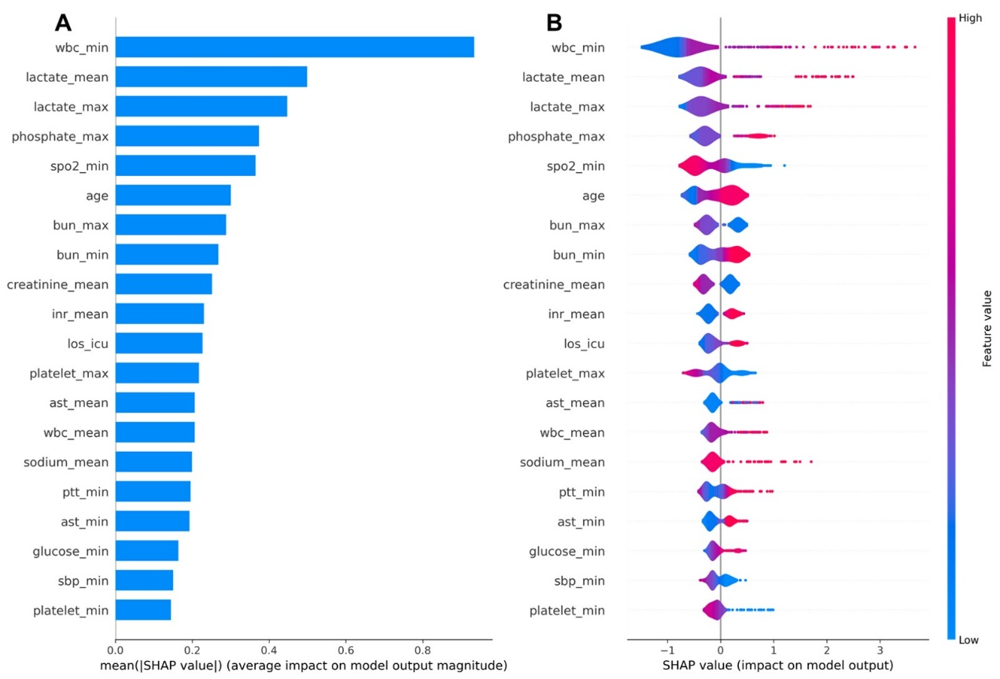 A
wbc_min
lactate_mean
lactate_max
phosphate_max
spo2_min
age
bun_max
bun_min
creatinine_mean
inr_mean
los_icu
platelet_max
ast_mean
wbc_mean
sodium_mean
ptt_min
ast_min
glucose_min
sbp_min
platelet_min
0.0 0.2 0.4 0.6 0.8
mean(|SHAP value|) (average impact on model output magnitude)
B
wbc_min
lactate_mean
lactate_max
phosphate_max
spo2_min
age
bun_max
bun_min
creatinine_mean
inr_mean
los_icu
platelet_max
ast_mean
wbc_mean
sodium_mean
ptt_min
ast_min
glucose_min
sbp_min
platelet_min
−1 0 1 2 3
SHAP value (impact on model output)
High
Feature value
Low